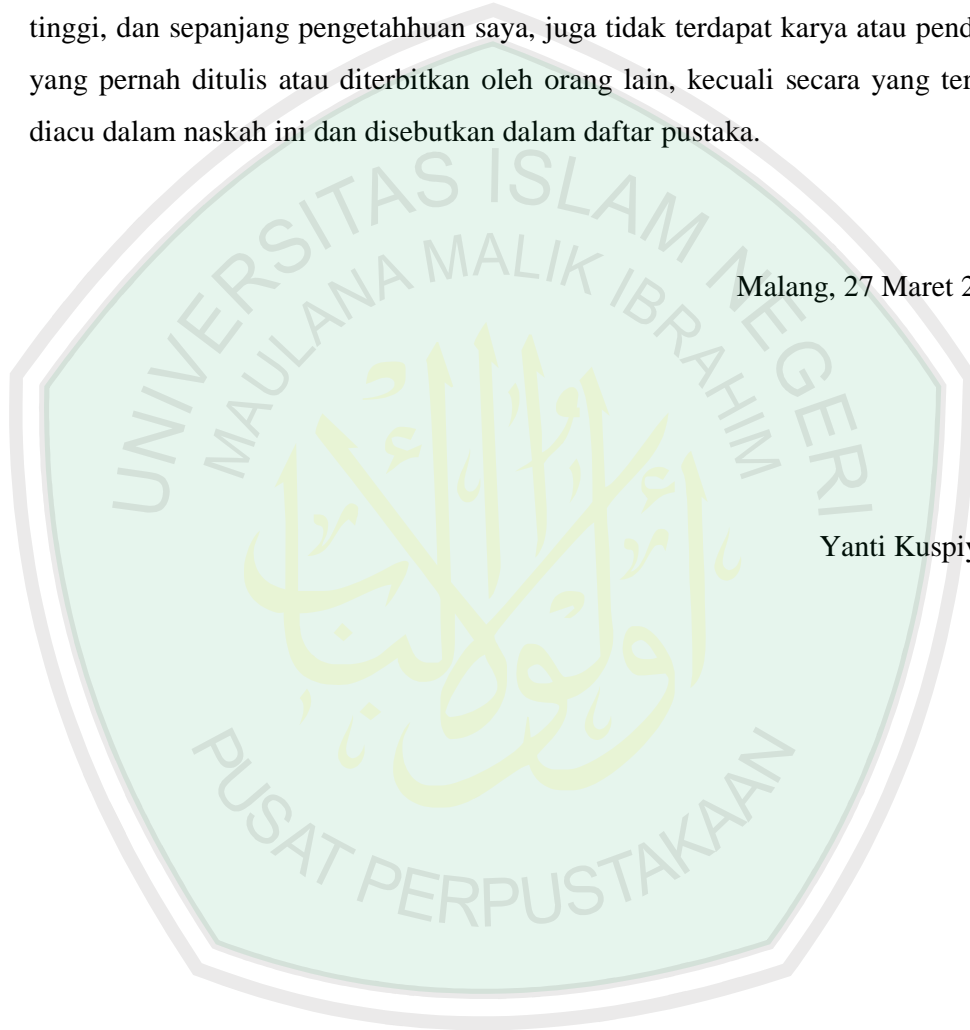 tinggi, dan sepanjang pengetahhuan saya, juga tidak terdapat karya atau pend
yang pernah ditulis atau diterbitkan oleh orang lain, kecuali secara yang ter
diacu dalam naskah ini dan disebutkan dalam daftar pustaka.
UNIVERSITAS ISLAM NEGERI
MAULANA MALIK IBRAHIM
Malang, 27 Maret 2
أولوا الألباب
Yanti Kuspiy
PUSAT PERPUSTAKAAN